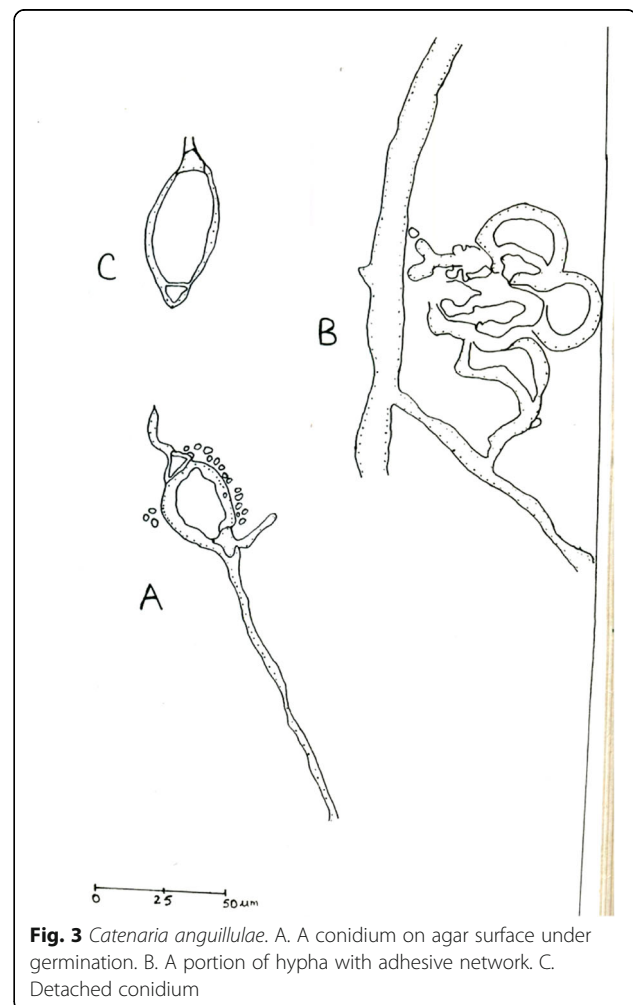 C
B
A
0 25 50 μm
Fig. 3 Catenaria anguillulae. A. A conidium on agar surface under
germination. B. A portion of hypha with adhesive network. C.
Detached conidium